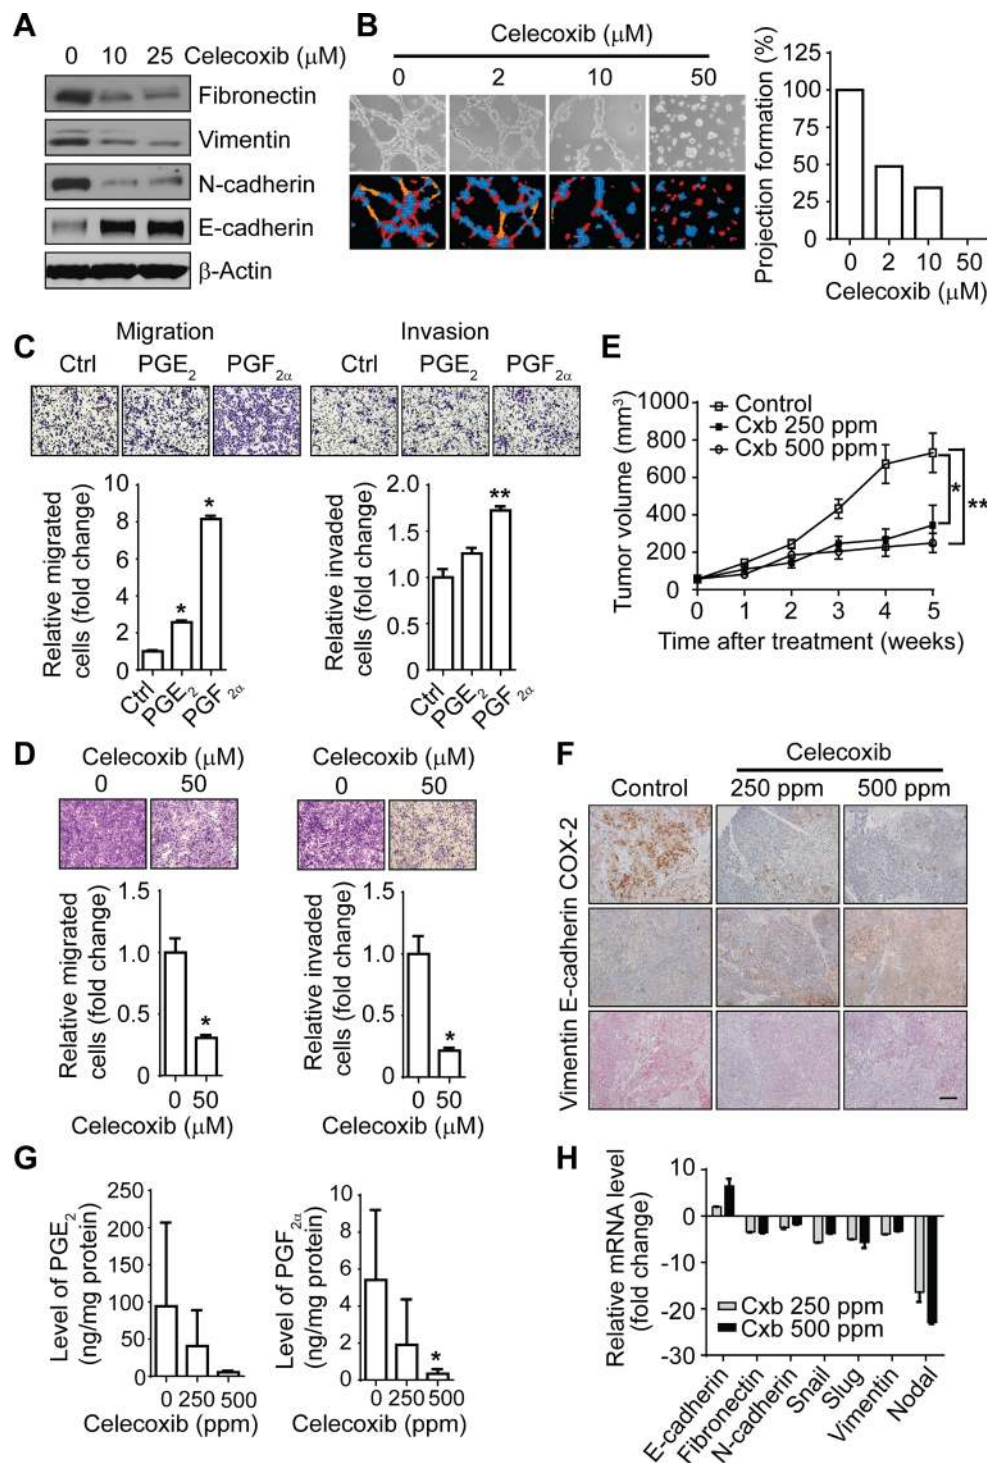 A
0 10 25 Celecoxib (μM)
Fibronectin
Vimentin
N-cadherin
E-cadherin
β-Actin
B
Celecoxib (μM)
0 2 10 50
Projection formation (%)
125
100
75
50
25
0
0 2 10 50
Celecoxib (μM)
C
Migration
Ctrl PGE2 PGF2α
Relative migrated
cells (fold change)
10
8
6
4
2
0
*
*
Ctrl
PGE2
PGF2α
Invasion
Ctrl PGE2 PGF2α
Relative invaded
cells (fold change)
2.0
1.5
1.0
0.5
0
**
Ctrl
PGE2
PGF2α
E
Tumor volume (mm³)
1000
800
600
400
200
0
Control
Cxb 250 ppm
Cxb 500 ppm
*
**
0 1 2 3 4 5
Time after treatment (weeks)
D
Celecoxib (μM)
0 50
Relative migrated
cells (fold change)
1.5
1.0
0.5
0
*
0 50
Celecoxib (μM)
Celecoxib (μM)
0 50
Relative invaded
cells (fold change)
1.5
1.0
0.5
0
*
0 50
Celecoxib (μM)
F
Celecoxib
Control 250 ppm 500 ppm
COX-2
E-cadherin
Vimentin
G
Level of PGE2
(ng/mg protein)
250
200
150
100
50
0
0 250 500
Celecoxib (ppm)
Level of PGF2α
(ng/mg protein)
10
8
6
4
2
0
*
0 250 500
Celecoxib (ppm)
H
Relative mRNA level
(fold change)
10
0
-10
-20
-30
Cxb 250 ppm
Cxb 500 ppm
E-cadherin
Fibronectin
N-cadherin
Snail
Slug
Vimentin
Nodal